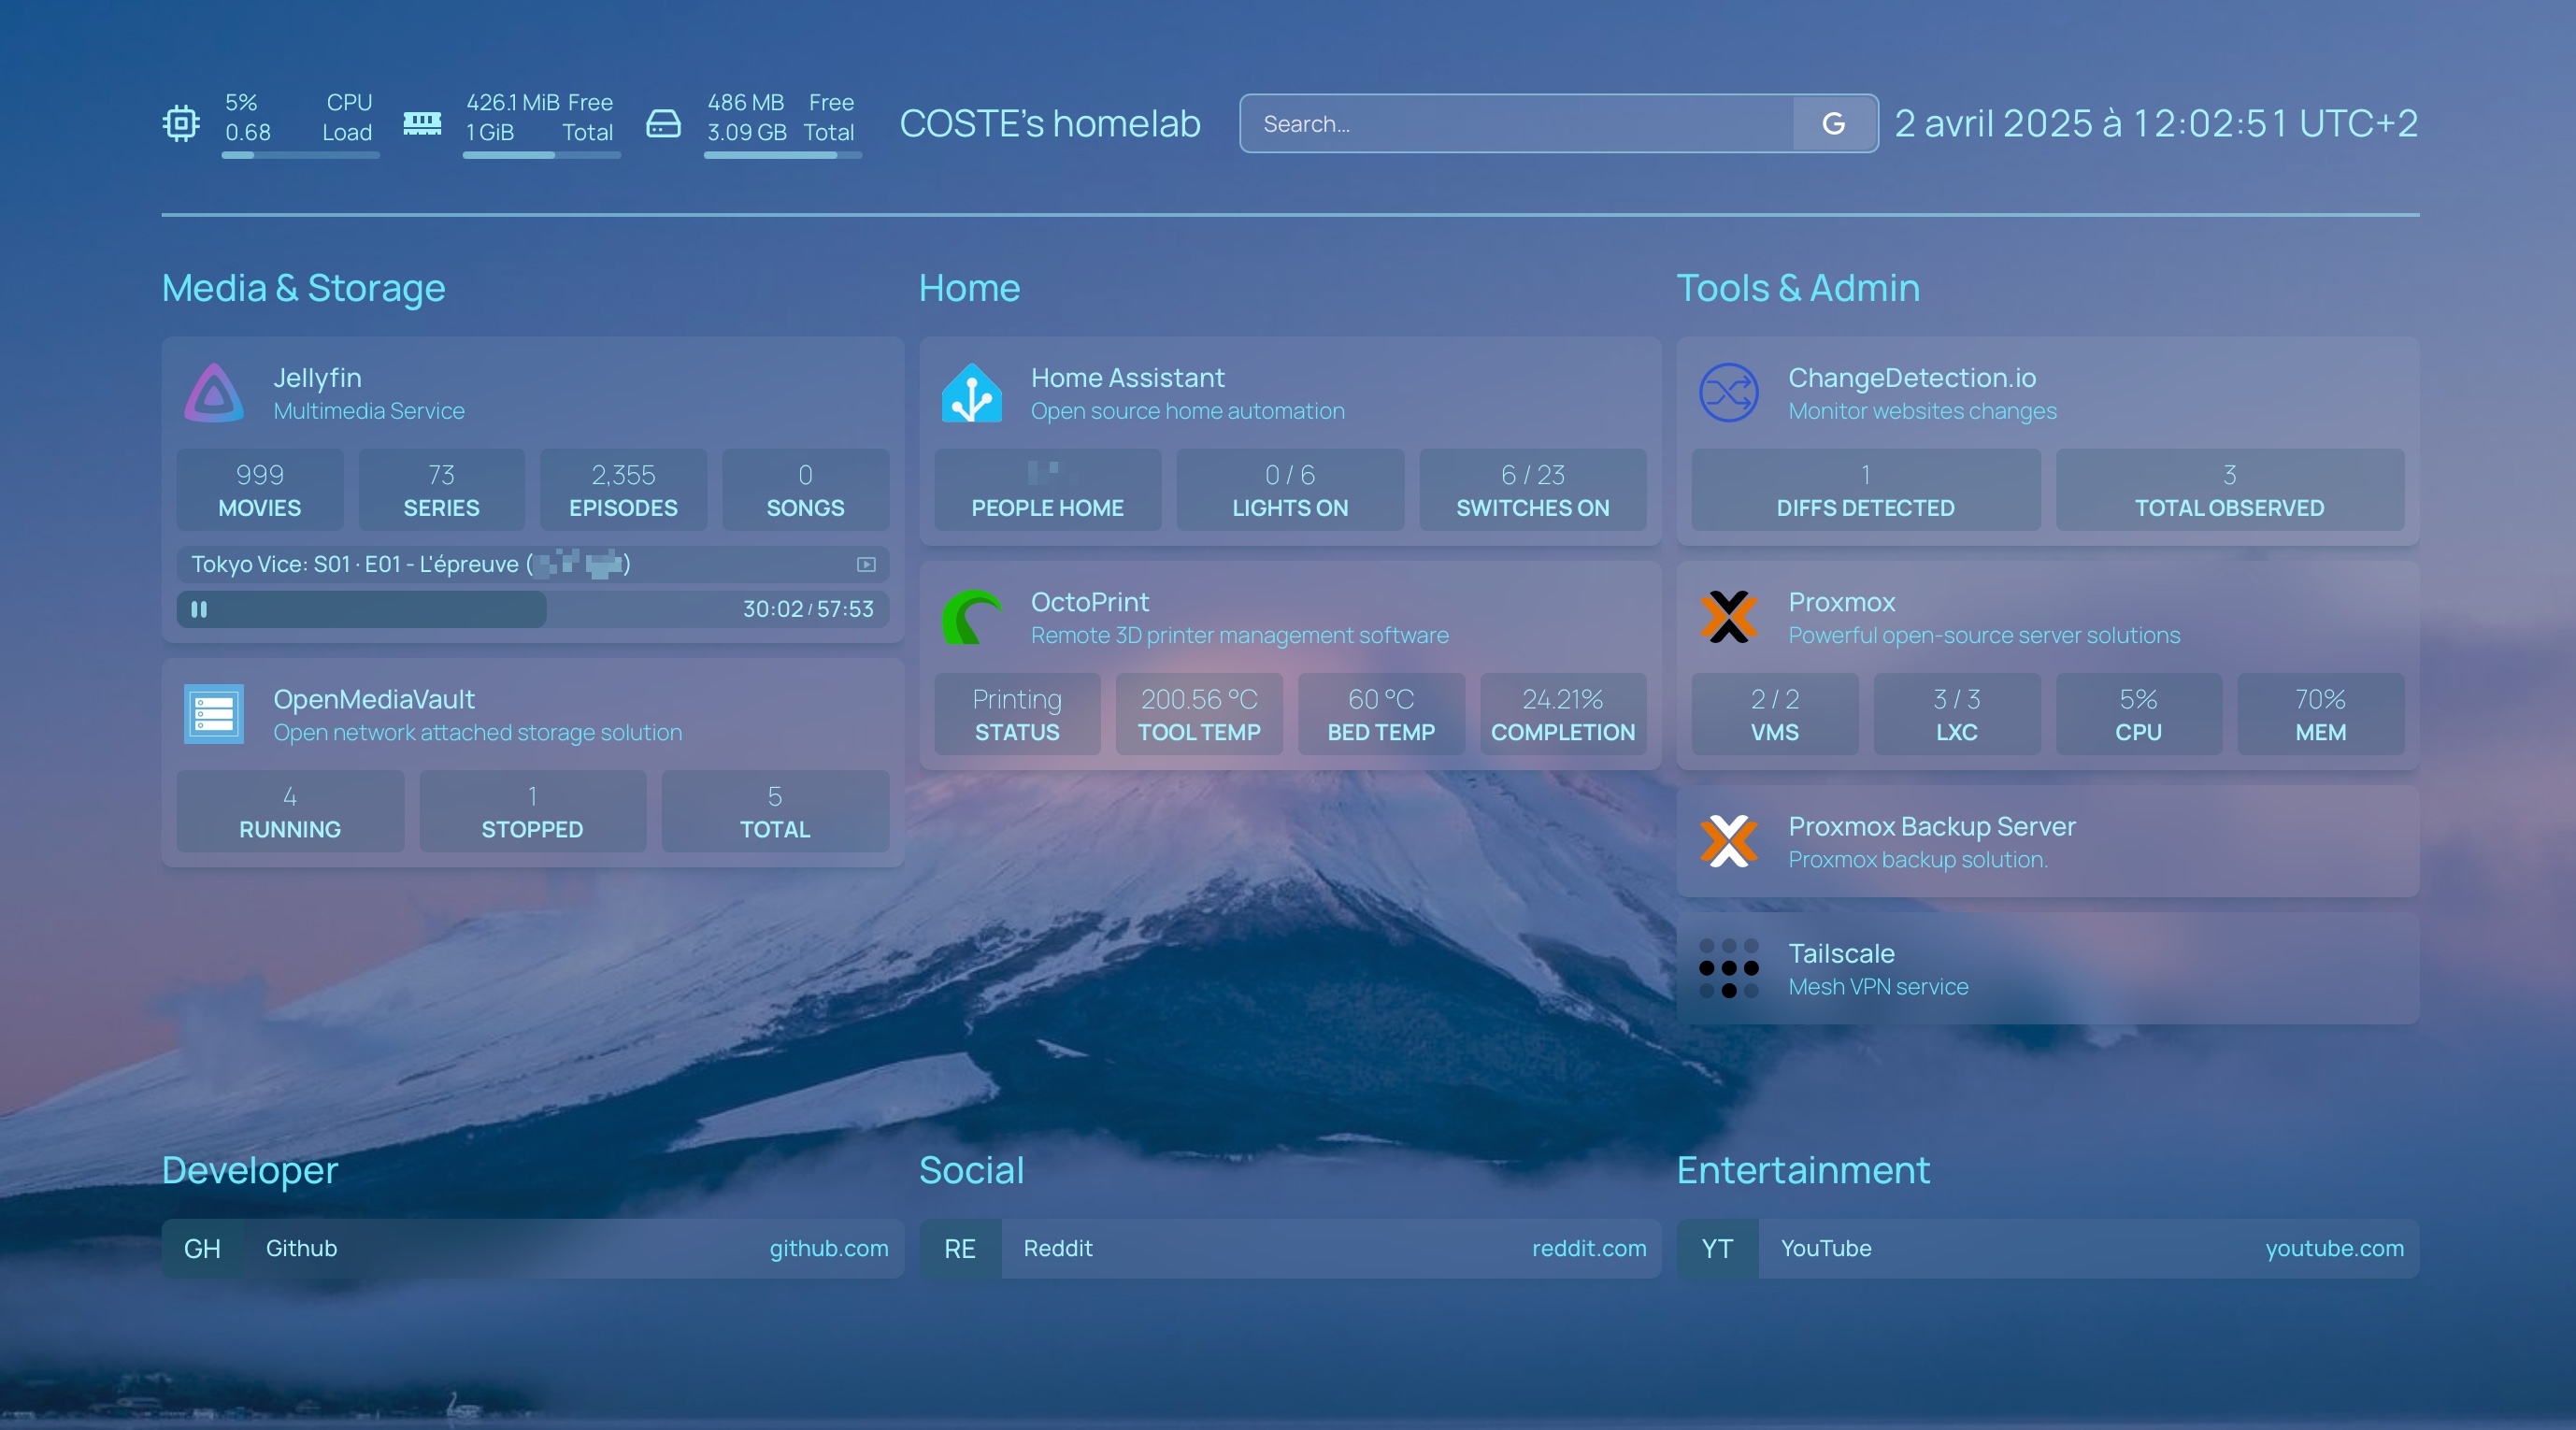 5% CPU
0.68 Load
426.1 MiB Free
1 GiB Total
486 MB Free
3.09 GB Total
COSTE's homelab
Search...
G
2 avril 2025 à 12:02:51 UTC+2
Media & Storage
Jellyfin
Multimedia Service
999 73 2,355 0
MOVIES SERIES EPISODES SONGS
Tokyo Vice: S01 · E01 - L'épreuve ( )
30:02 / 57:53
OpenMediaVault
Open network attached storage solution
4 1 5
RUNNING STOPPED TOTAL
Home
Home Assistant
Open source home automation
0 / 6 6 / 23
PEOPLE HOME LIGHTS ON SWITCHES ON
OctoPrint
Remote 3D printer management software
Printing 200.56 °C 60 °C 24.21%
STATUS TOOL TEMP BED TEMP COMPLETION
Tools & Admin
ChangeDetection.io
Monitor websites changes
1 3
DIFFS DETECTED TOTAL OBSERVED
Proxmox
Powerful open-source server solutions
2 / 2 3 / 3 5% 70%
VMS LXC CPU MEM
Proxmox Backup Server
Proxmox backup solution.
Tailscale
Mesh VPN service
Developer
GH Github github.com
Social
RE Reddit reddit.com
Entertainment
YT YouTube youtube.com